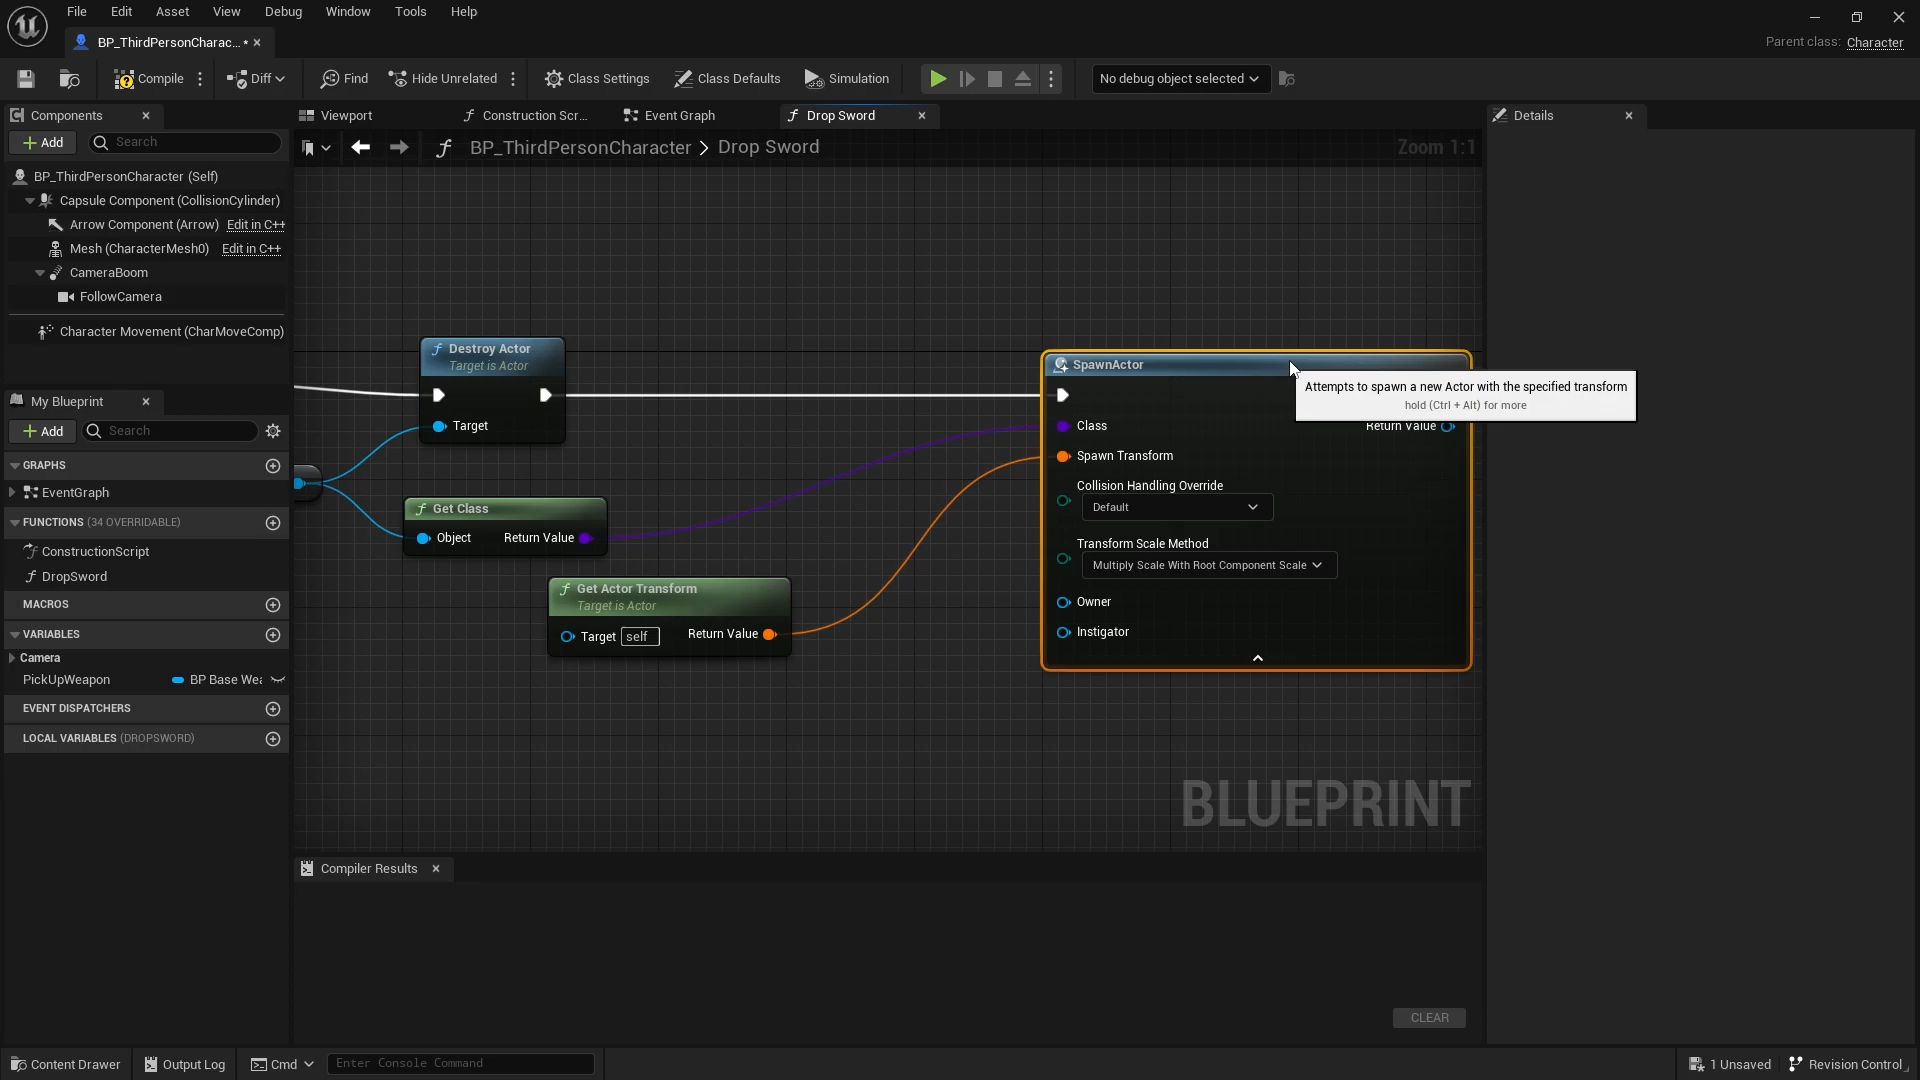 File Edit Asset View Debug Window Tools Help
BP_ThirdPersonCharac... *
Parent class: Character
Compile
Diff
Find
Hide Unrelated
Class Settings
Class Defaults
Simulation
No debug object selected
Components
Add
Search
BP_ThirdPersonCharacter (Self)
Capsule Component (CollisionCylinder)
Arrow Component (Arrow) Edit in C++
Mesh (CharacterMesh0) Edit in C++
CameraBoom
FollowCamera
Character Movement (CharMoveComp)
My Blueprint
Add
Search
GRAPHS
EventGraph
FUNCTIONS (34 OVERRIDABLE)
ConstructionScript
DropSword
MACROS
VARIABLES
Camera
PickUpWeapon BP Base Wea
EVENT DISPATCHERS
LOCAL VARIABLES (DROPSWORD)
Viewport
Construction Scr...
Event Graph
Drop Sword
BP_ThirdPersonCharacter > Drop Sword
Zoom 1:1
Destroy Actor
Target is Actor
Target
Get Class
Object Return Value
Get Actor Transform
Target is Actor
Target self Return Value
SpawnActor
Class
Return Value
Spawn Transform
Collision Handling Override
Default
Transform Scale Method
Multiply Scale With Root Component Scale
Owner
Instigator
Attempts to spawn a new Actor with the specified transform
hold (Ctrl + Alt) for more
BLUEPRINT
Compiler Results
CLEAR
Details
Content Drawer
Output Log
Cmd
Enter Console Command
1 Unsaved
Revision Control